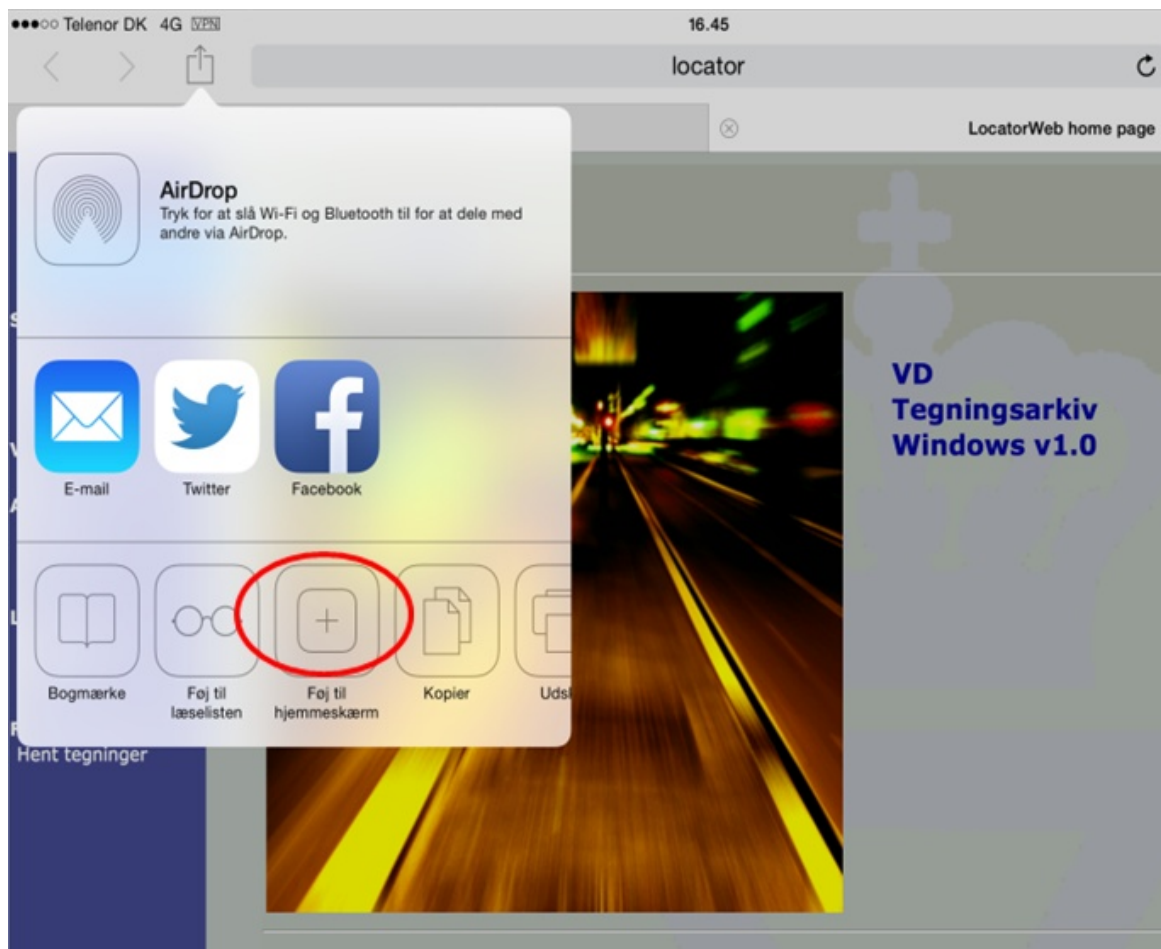 Telenor DK 4G VPN 16.45
locator
LocatorWeb home page
AirDrop
Tryk for at slå Wi-Fi og Bluetooth til for at dele med
andre via AirDrop.
E-mail Twitter Facebook
VD
Tegningsarkiv
Windows v1.0
Bogmærke Føj til læselisten Føj til hjemmeskærm Kopier
Hent tegninger